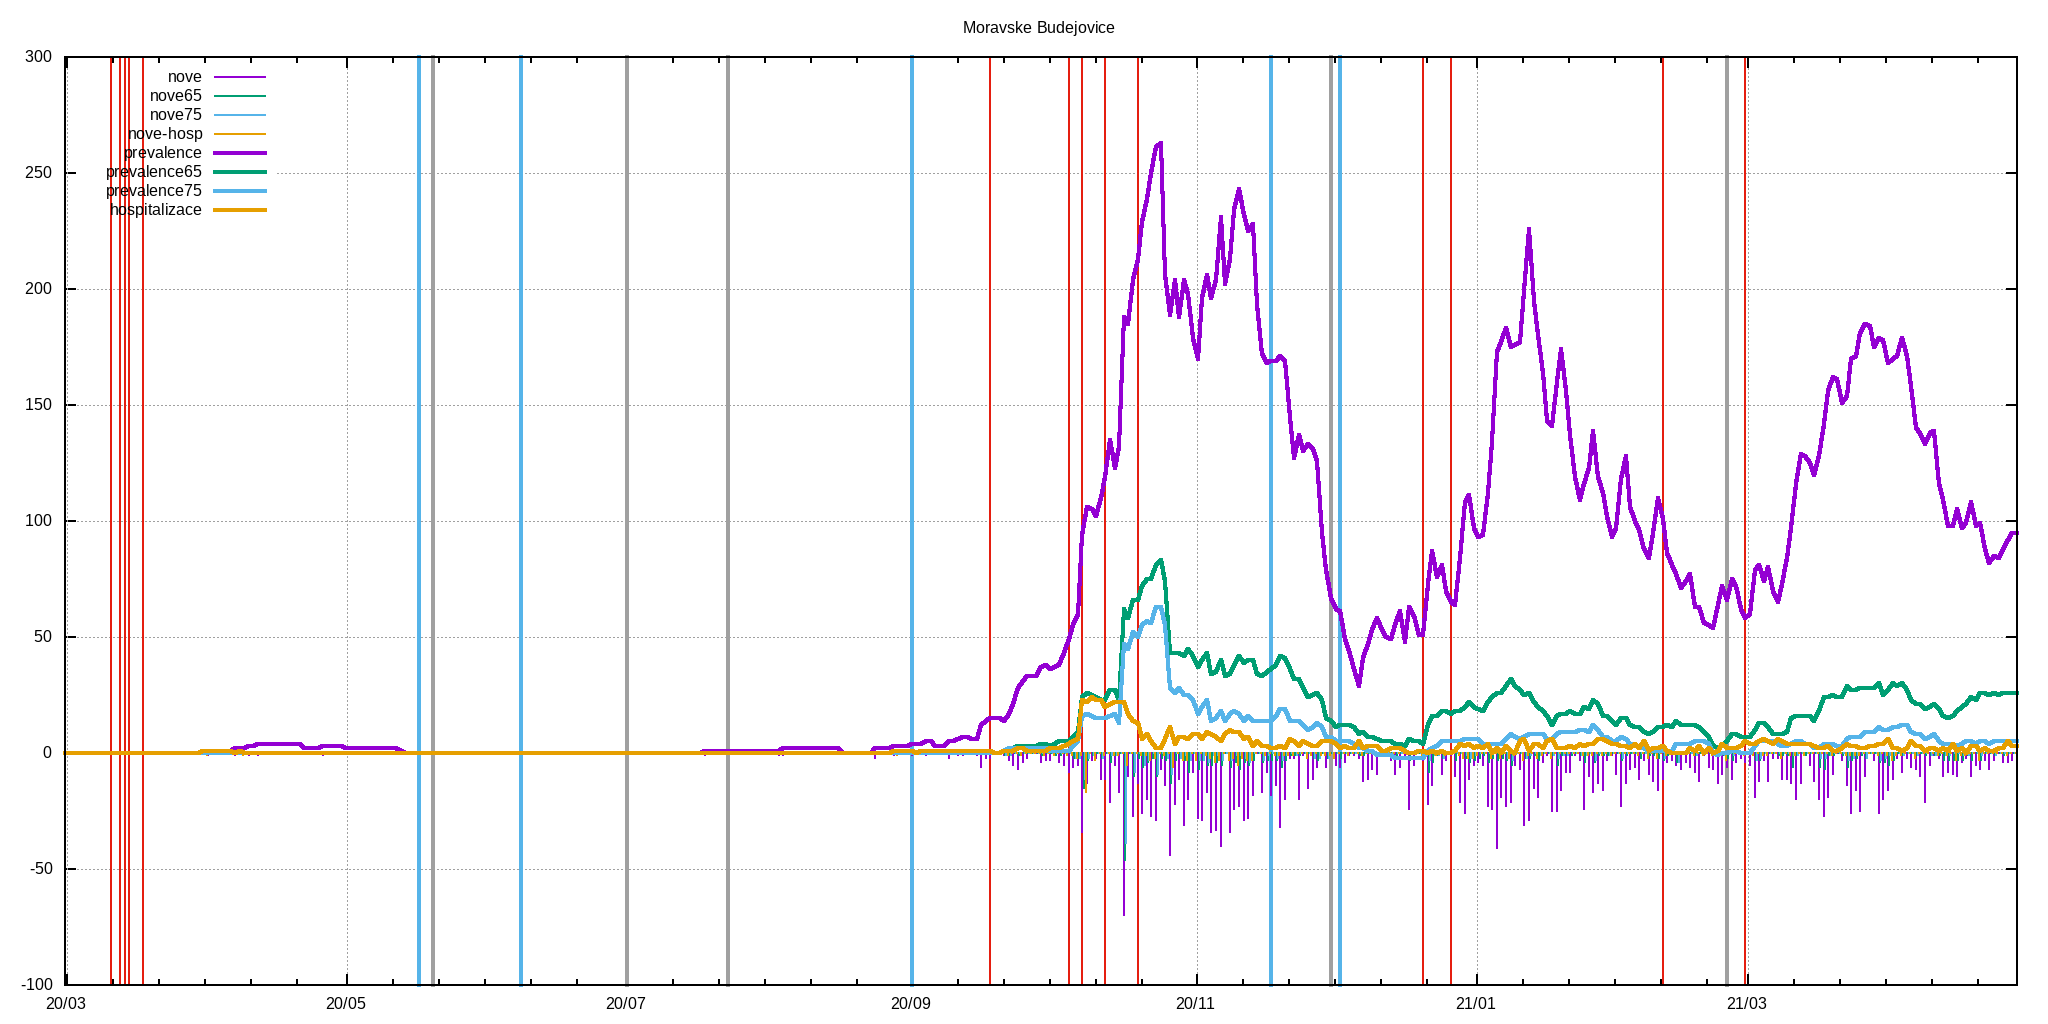 Moravske Budejovice
300
nove
nove65
nove75
nove-hosp
prevalence
prevalence65
prevalence75
hospitalizace
250
200
150
100
50
0
-50
-100
20/03 20/05 20/07 20/09 20/11 21/01 21/03